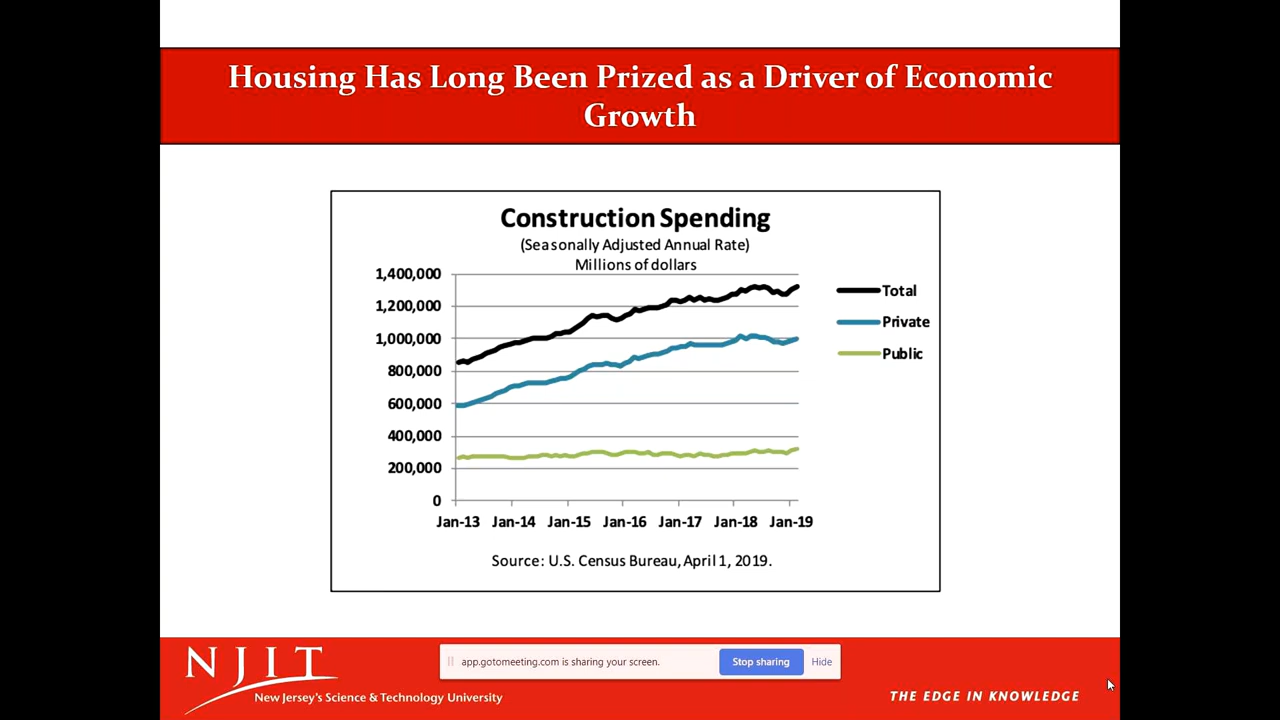 Housing Has Long Been Prized as a Driver of Economic
Growth
Construction Spending
(Seasonally Adjusted Annual Rate)
Millions of dollars
1,400,000
1,200,000
1,000,000
800,000
600,000
400,000
200,000
0
Jan-13 Jan-14 Jan-15 Jan-16 Jan-17 Jan-18 Jan-19
Total
Private
Public
Source: U.S. Census Bureau, April 1, 2019.
NJIT
New Jersey's Science & Technology University
app.gotomeeting.com is sharing your screen. Stop sharing Hide
THE EDGE IN KNOWLEDGE